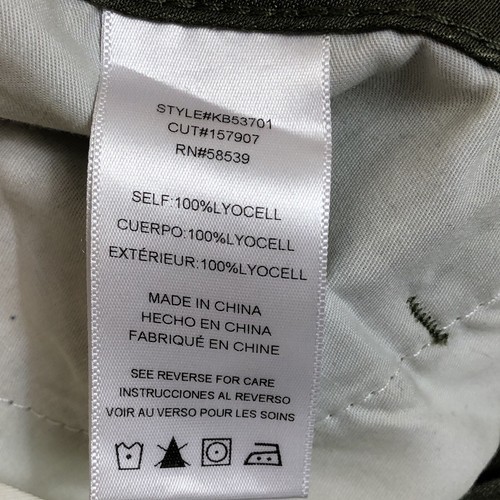 STYLE#KB53701
CUT#157907
RN#58539
SELF:100%LYOCELL
CUERPO:100%LYOCELL
EXTÉRIEUR:100%LYOCELL
MADE IN CHINA
HECHO EN CHINA
FABRIQUÉ EN CHINE
SEE REVERSE FOR CARE
INSTRUCCIONES AL REVERSO
VOIR AU VERSO POUR LES SOINS